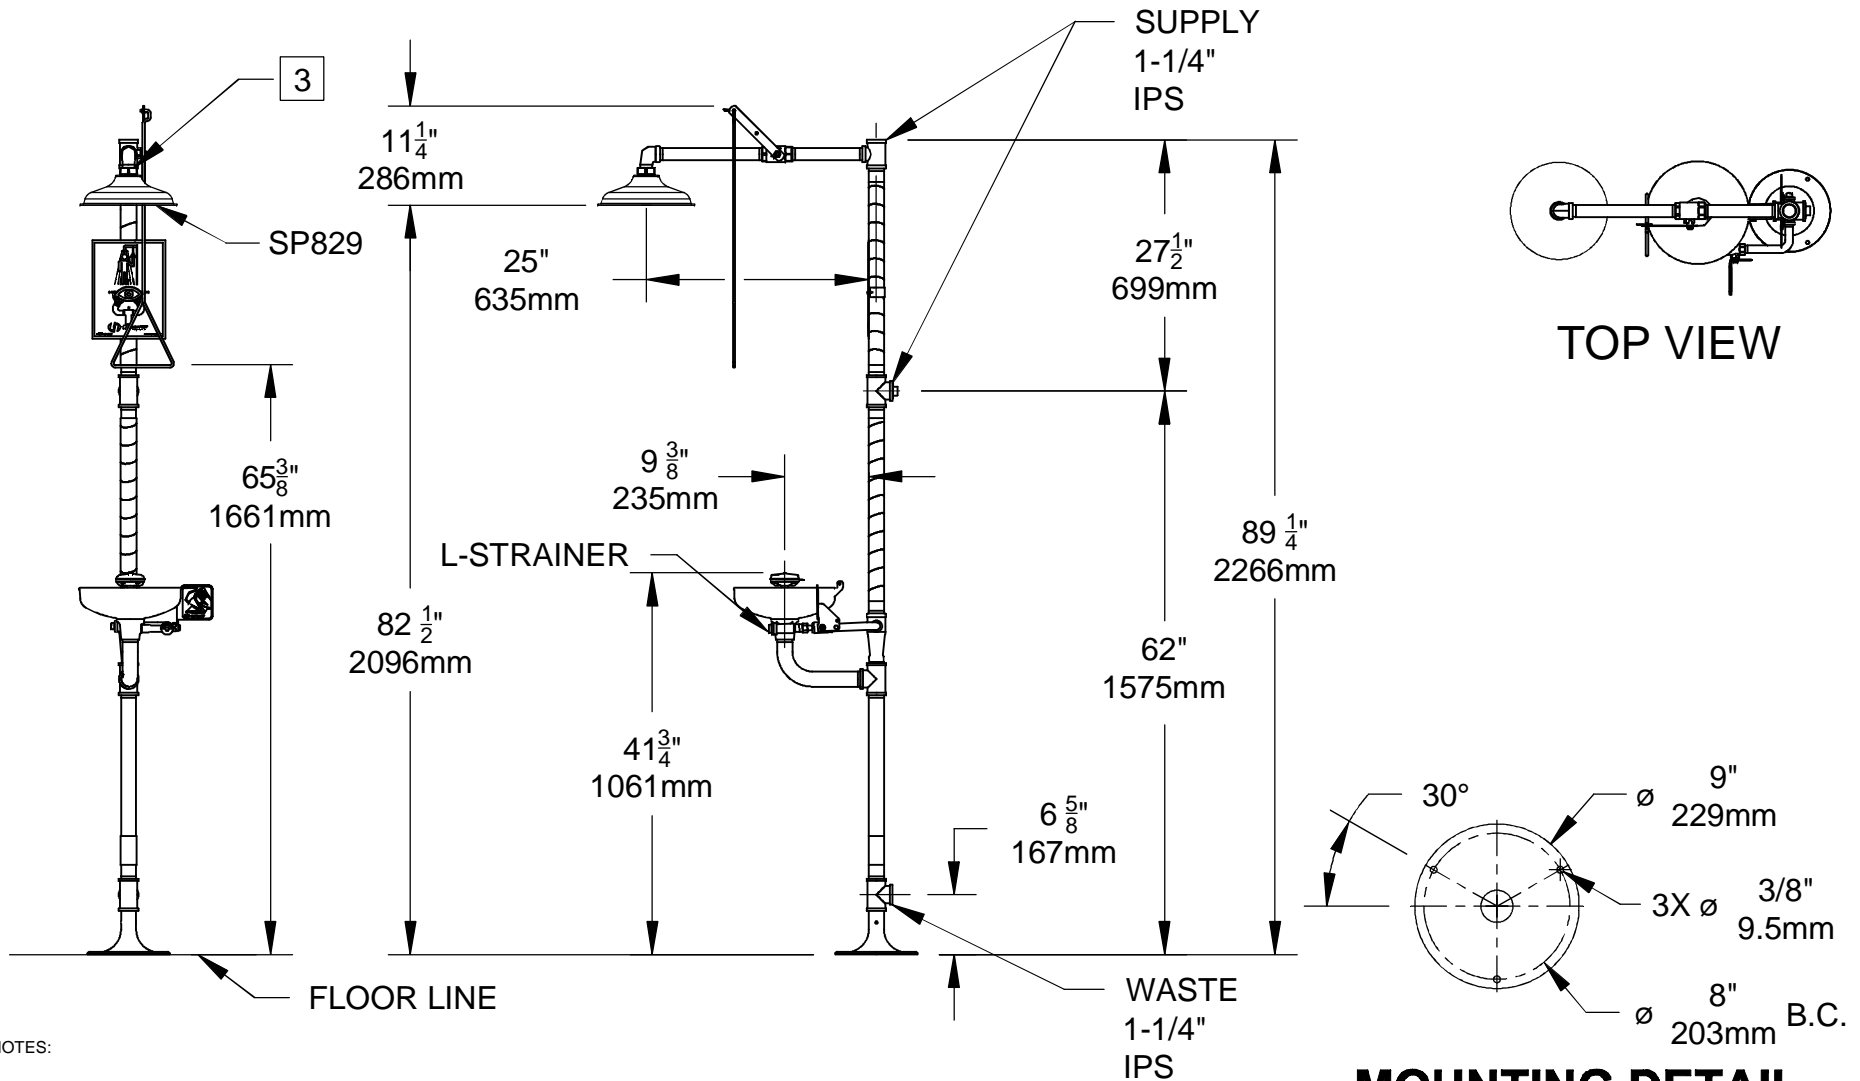 3
SP829
11 1/4"
286mm
25"
635mm
SUPPLY
1-1/4"
IPS
27 1/2"
699mm
TOP VIEW
65 3/8"
1661mm
9 3/8"
235mm
L-STRAINER
82 1/2"
2096mm
89 1/4"
2266mm
62"
1575mm
41 3/4"
1061mm
6 5/8"
167mm
FLOOR LINE
WASTE
1-1/4"
IPS
30°
ø 9"
229mm
3X ø 3/8"
9.5mm
ø 8"
203mm B.C.
MOUNTING DETAIL
NOTES: